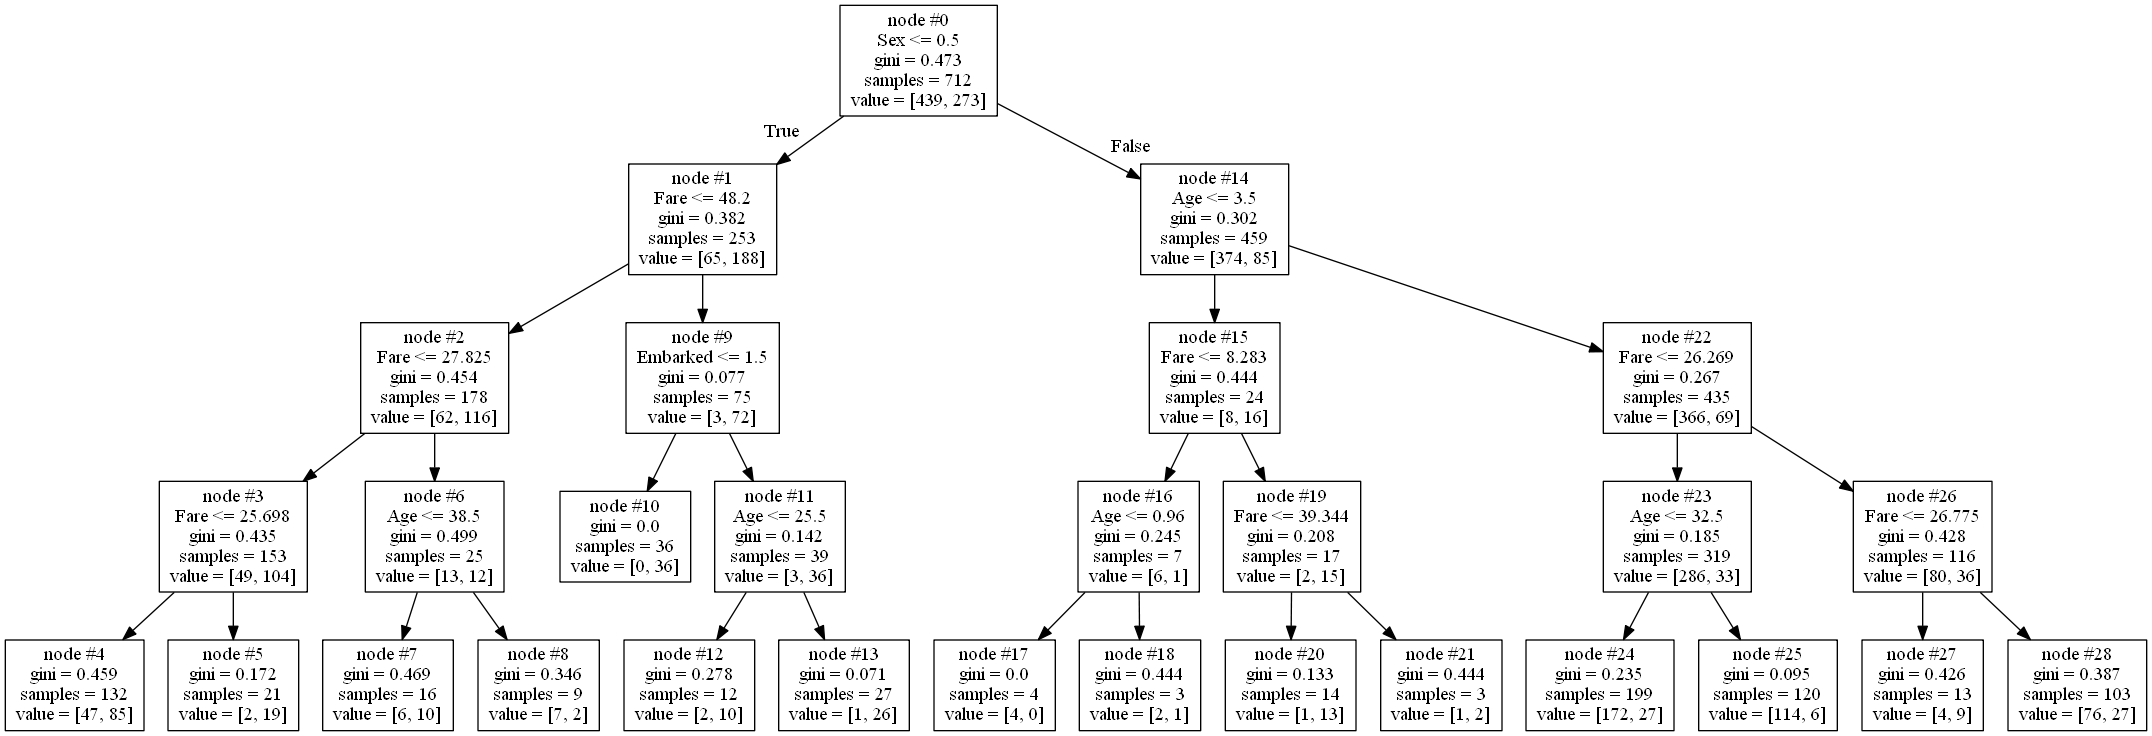 node #0
Sex <= 0.5
gini = 0.473
samples = 712
value = [439, 273]
True
False
node #1
Fare <= 48.2
gini = 0.382
samples = 253
value = [65, 188]
node #14
Age <= 3.5
gini = 0.302
samples = 459
value = [374, 85]
node #2
Fare <= 27.825
gini = 0.454
samples = 178
value = [62, 116]
node #9
Embarked <= 1.5
gini = 0.077
samples = 75
value = [3, 72]
node #15
Fare <= 8.283
gini = 0.444
samples = 24
value = [8, 16]
node #22
Fare <= 26.269
gini = 0.267
samples = 435
value = [366, 69]
node #3
Fare <= 25.698
gini = 0.435
samples = 153
value = [49, 104]
node #6
Age <= 38.5
gini = 0.499
samples = 25
value = [13, 12]
node #10
gini = 0.0
samples = 36
value = [0, 36]
node #11
Age <= 25.5
gini = 0.142
samples = 39
value = [3, 36]
node #16
Age <= 0.96
gini = 0.245
samples = 7
value = [6, 1]
node #19
Fare <= 39.344
gini = 0.208
samples = 17
value = [2, 15]
node #23
Age <= 32.5
gini = 0.185
samples = 319
value = [286, 33]
node #26
Fare <= 26.775
gini = 0.428
samples = 116
value = [80, 36]
node #4
gini = 0.459
samples = 132
value = [47, 85]
node #5
gini = 0.172
samples = 21
value = [2, 19]
node #7
gini = 0.469
samples = 16
value = [6, 10]
node #8
gini = 0.346
samples = 9
value = [7, 2]
node #12
gini = 0.278
samples = 12
value = [2, 10]
node #13
gini = 0.071
samples = 27
value = [1, 26]
node #17
gini = 0.0
samples = 4
value = [4, 0]
node #18
gini = 0.444
samples = 3
value = [2, 1]
node #20
gini = 0.133
samples = 14
value = [1, 13]
node #21
gini = 0.444
samples = 3
value = [1, 2]
node #24
gini = 0.235
samples = 199
value = [172, 27]
node #25
gini = 0.095
samples = 120
value = [114, 6]
node #27
gini = 0.426
samples = 13
value = [4, 9]
node #28
gini = 0.387
samples = 103
value = [76, 27]